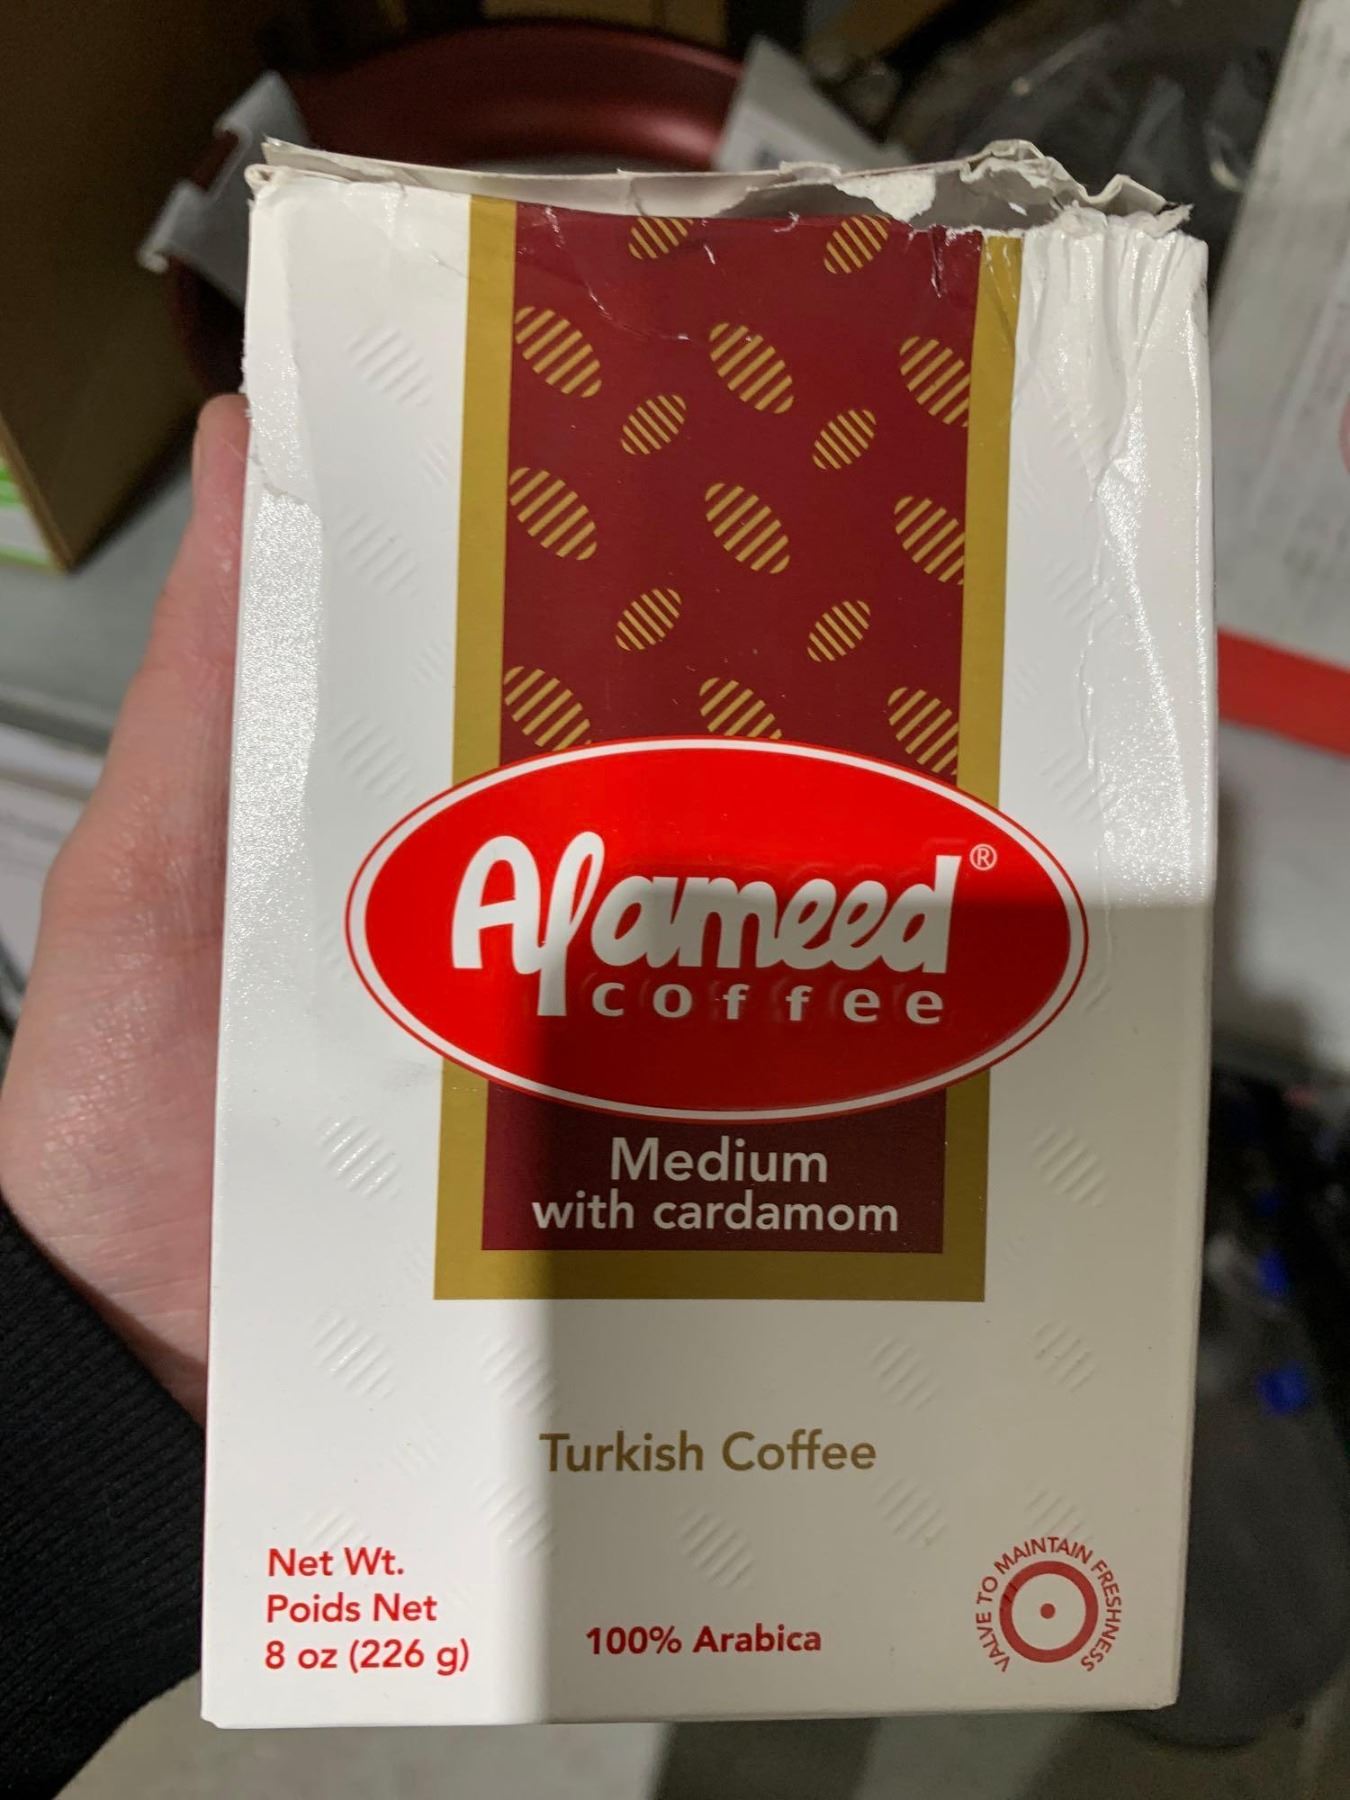 Alameed®
coffee
Medium
with cardamom
Turkish Coffee
Net Wt.
Poids Net
8 oz (226 g)
100% Arabica
VALVE TO MAINTAIN FRESHNESS